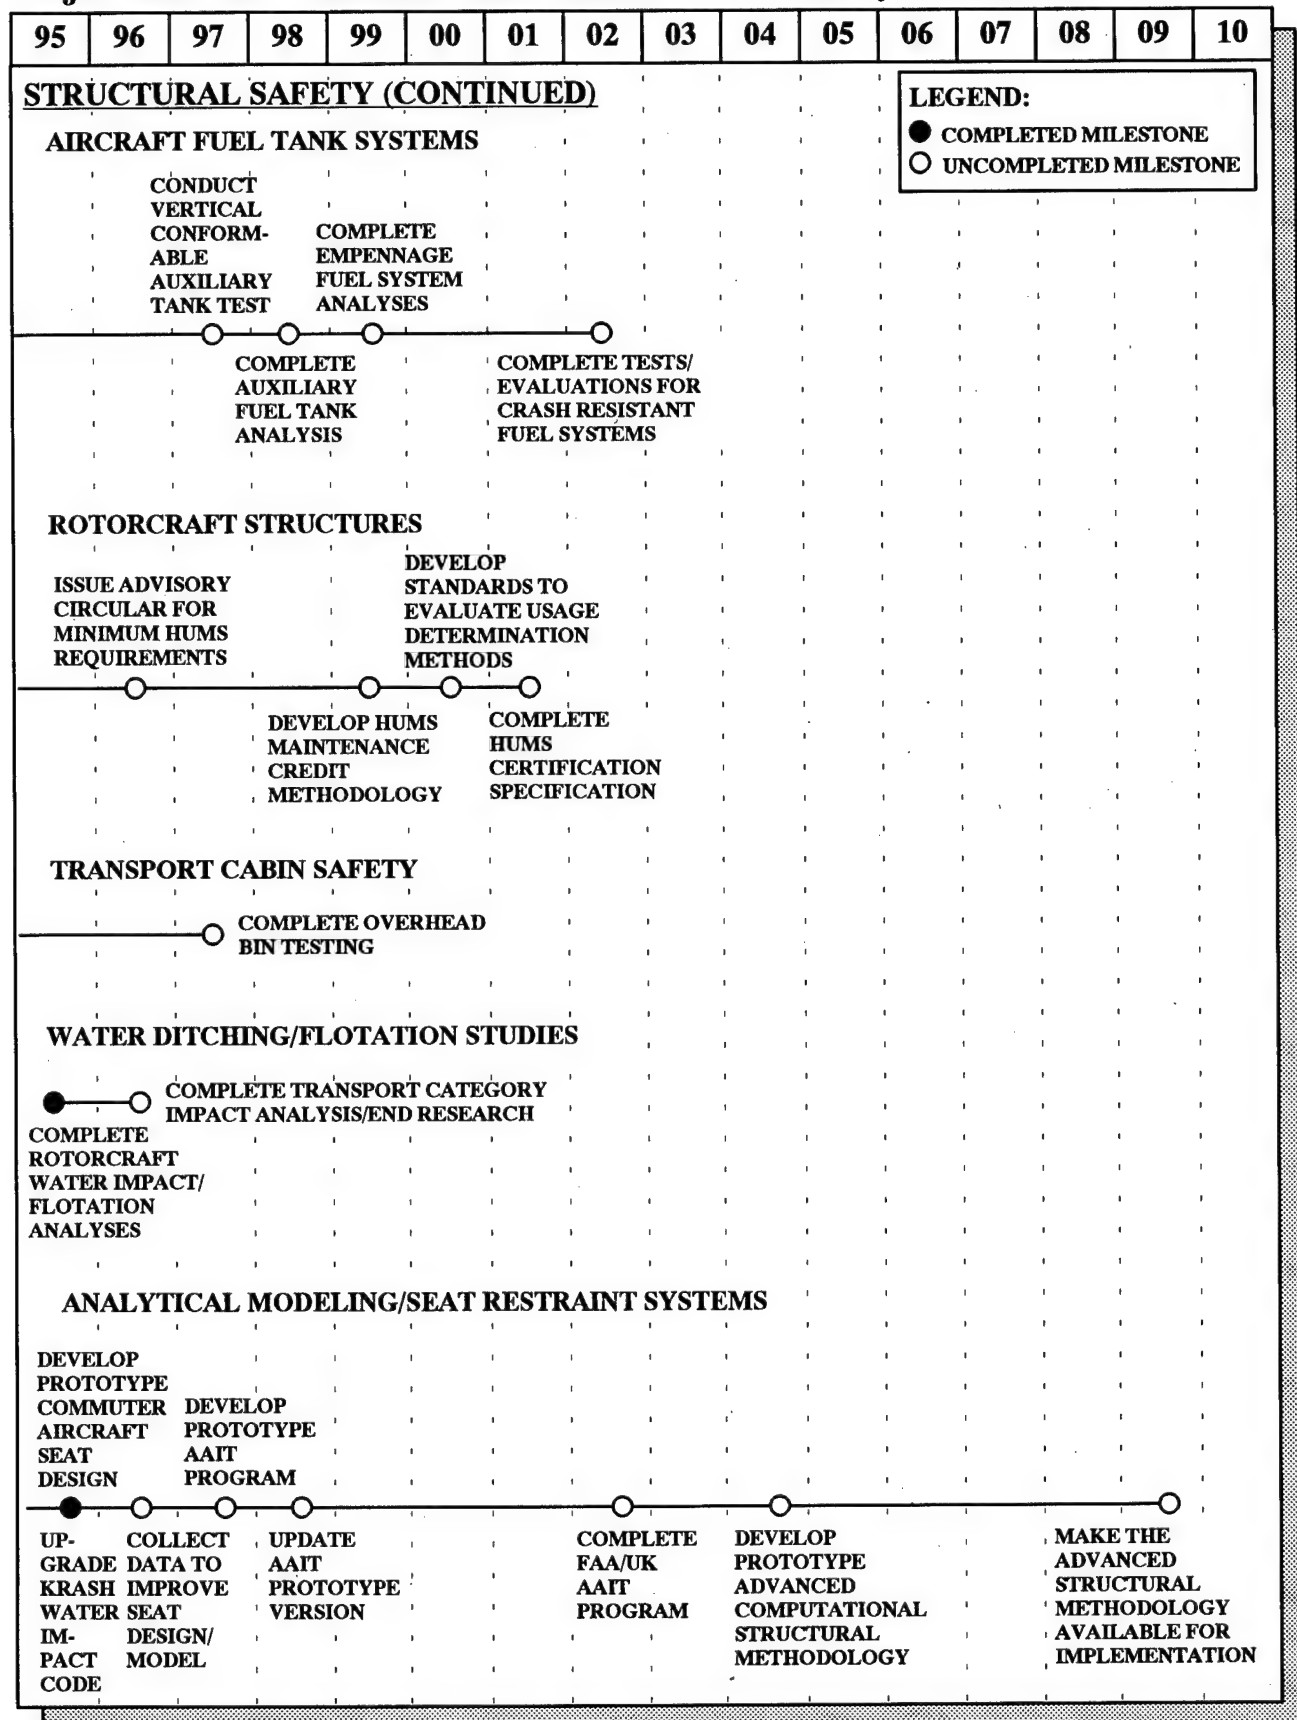 95 96 97 98 99 00 01 02 03 04 05 06 07 08 09 10
STRUCTURAL SAFETY (CONTINUED)
LEGEND:
COMPLETED MILESTONE
UNCOMPLETED MILESTONE
AIRCRAFT FUEL TANK SYSTEMS
CONDUCT
VERTICAL
CONFORM-
ABLE
AUXILIARY
TANK TEST
COMPLETE
EMPENNAGE
FUEL SYSTEM
ANALYSES
COMPLETE
AUXILIARY
FUEL TANK
ANALYSIS
COMPLETE TESTS/
EVALUATIONS FOR
CRASH RESISTANT
FUEL SYSTEMS
ROTORCRAFT STRUCTURES
ISSUE ADVISORY
CIRCULAR FOR
MINIMUM HUMS
REQUIREMENTS
DEVELOP
STANDARDS TO
EVALUATE USAGE
DETERMINATION
METHODS
DEVELOP HUMS
MAINTENANCE
CREDIT
METHODOLOGY
COMPLETE
HUMS
CERTIFICATION
SPECIFICATION
TRANSPORT CABIN SAFETY
COMPLETE OVERHEAD
BIN TESTING
WATER DITCHING/FLOTATION STUDIES
COMPLETE TRANSPORT CATEGORY
IMPACT ANALYSIS/END RESEARCH
COMPLETE
ROTORCRAFT
WATER IMPACT/
FLOTATION
ANALYSES
ANALYTICAL MODELING/SEAT RESTRAINT SYSTEMS
DEVELOP
PROTOTYPE
COMMUTER
AIRCRAFT
SEAT
DESIGN
DEVELOP
PROTOTYPE
AAIT
PROGRAM
UP-
GRADE
KRASH
WATER
IM-
PACT
CODE
COLLECT
DATA TO
IMPROVE
SEAT
DESIGN/
MODEL
UPDATE
AAIT
PROTOTYPE
VERSION
COMPLETE
FAA/UK
AAIT
PROGRAM
DEVELOP
PROTOTYPE
ADVANCED
COMPUTATIONAL
STRUCTURAL
METHODOLOGY
MAKE THE
ADVANCED
STRUCTURAL
METHODOLOGY
AVAILABLE FOR
IMPLEMENTATION